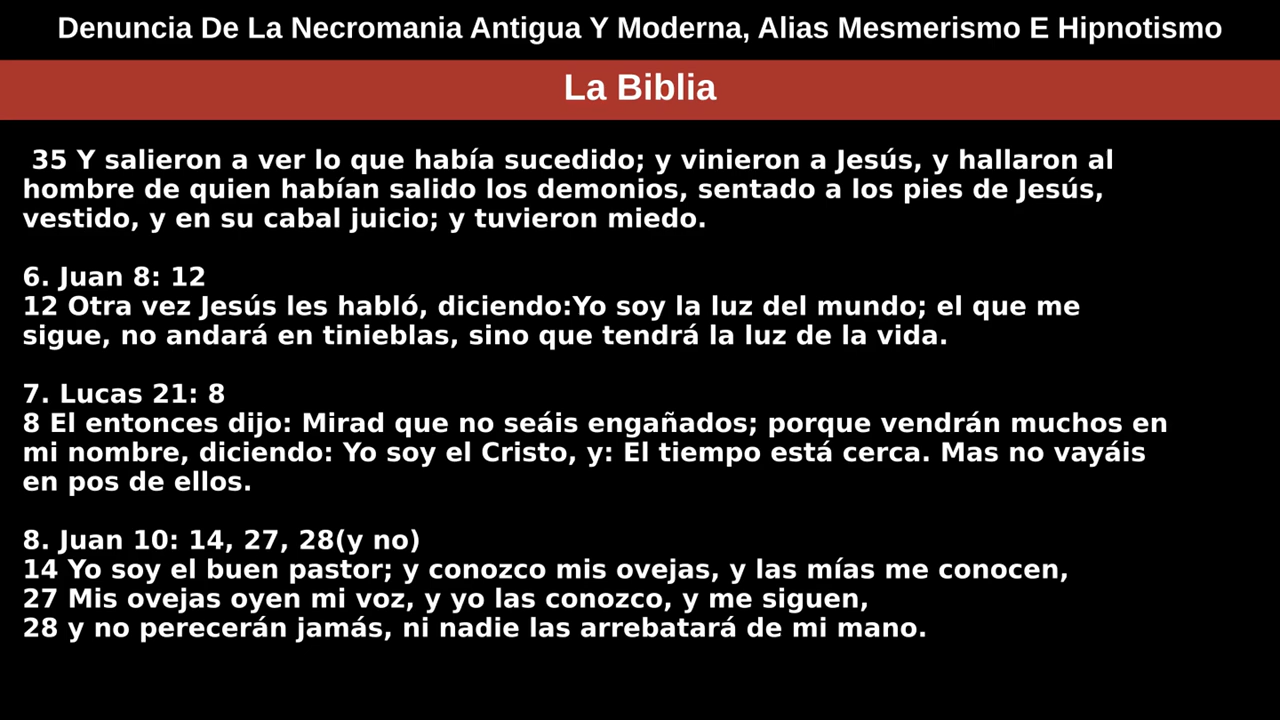 Denuncia De La Necromania Antigua Y Moderna, Alias Mesmerismo E Hipnotismo
La Biblia
35 Y salieron a ver lo que había sucedido; y vinieron a Jesús, y hallaron al
hombre de quien habían salido los demonios, sentado a los pies de Jesús,
vestido, y en su cabal juicio; y tuvieron miedo.
6. Juan 8: 12
12 Otra vez Jesús les habló, diciendo:Yo soy la luz del mundo; el que me
sigue, no andará en tinieblas, sino que tendrá la luz de la vida.
7. Lucas 21: 8
8 El entonces dijo: Mirad que no seáis engañados; porque vendrán muchos en
mi nombre, diciendo: Yo soy el Cristo, y: El tiempo está cerca. Mas no vayáis
en pos de ellos.
8. Juan 10: 14, 27, 28(y no)
14 Yo soy el buen pastor; y conozco mis ovejas, y las mías me conocen,
27 Mis ovejas oyen mi voz, y yo las conozco, y me siguen,
28 y no perecerán jamás, ni nadie las arrebatará de mi mano.